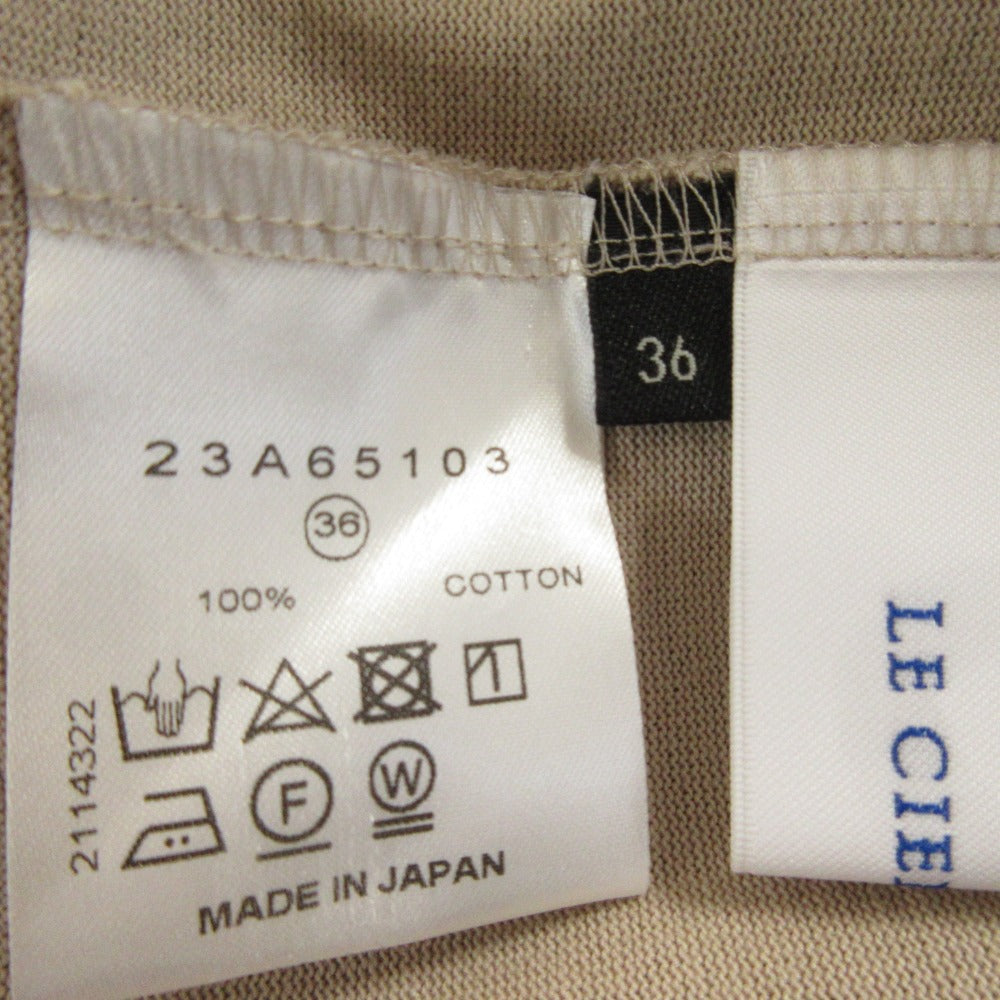 23A65103
36
100% COTTON
2114322
F
W
MADE IN JAPAN
36
LE CIE